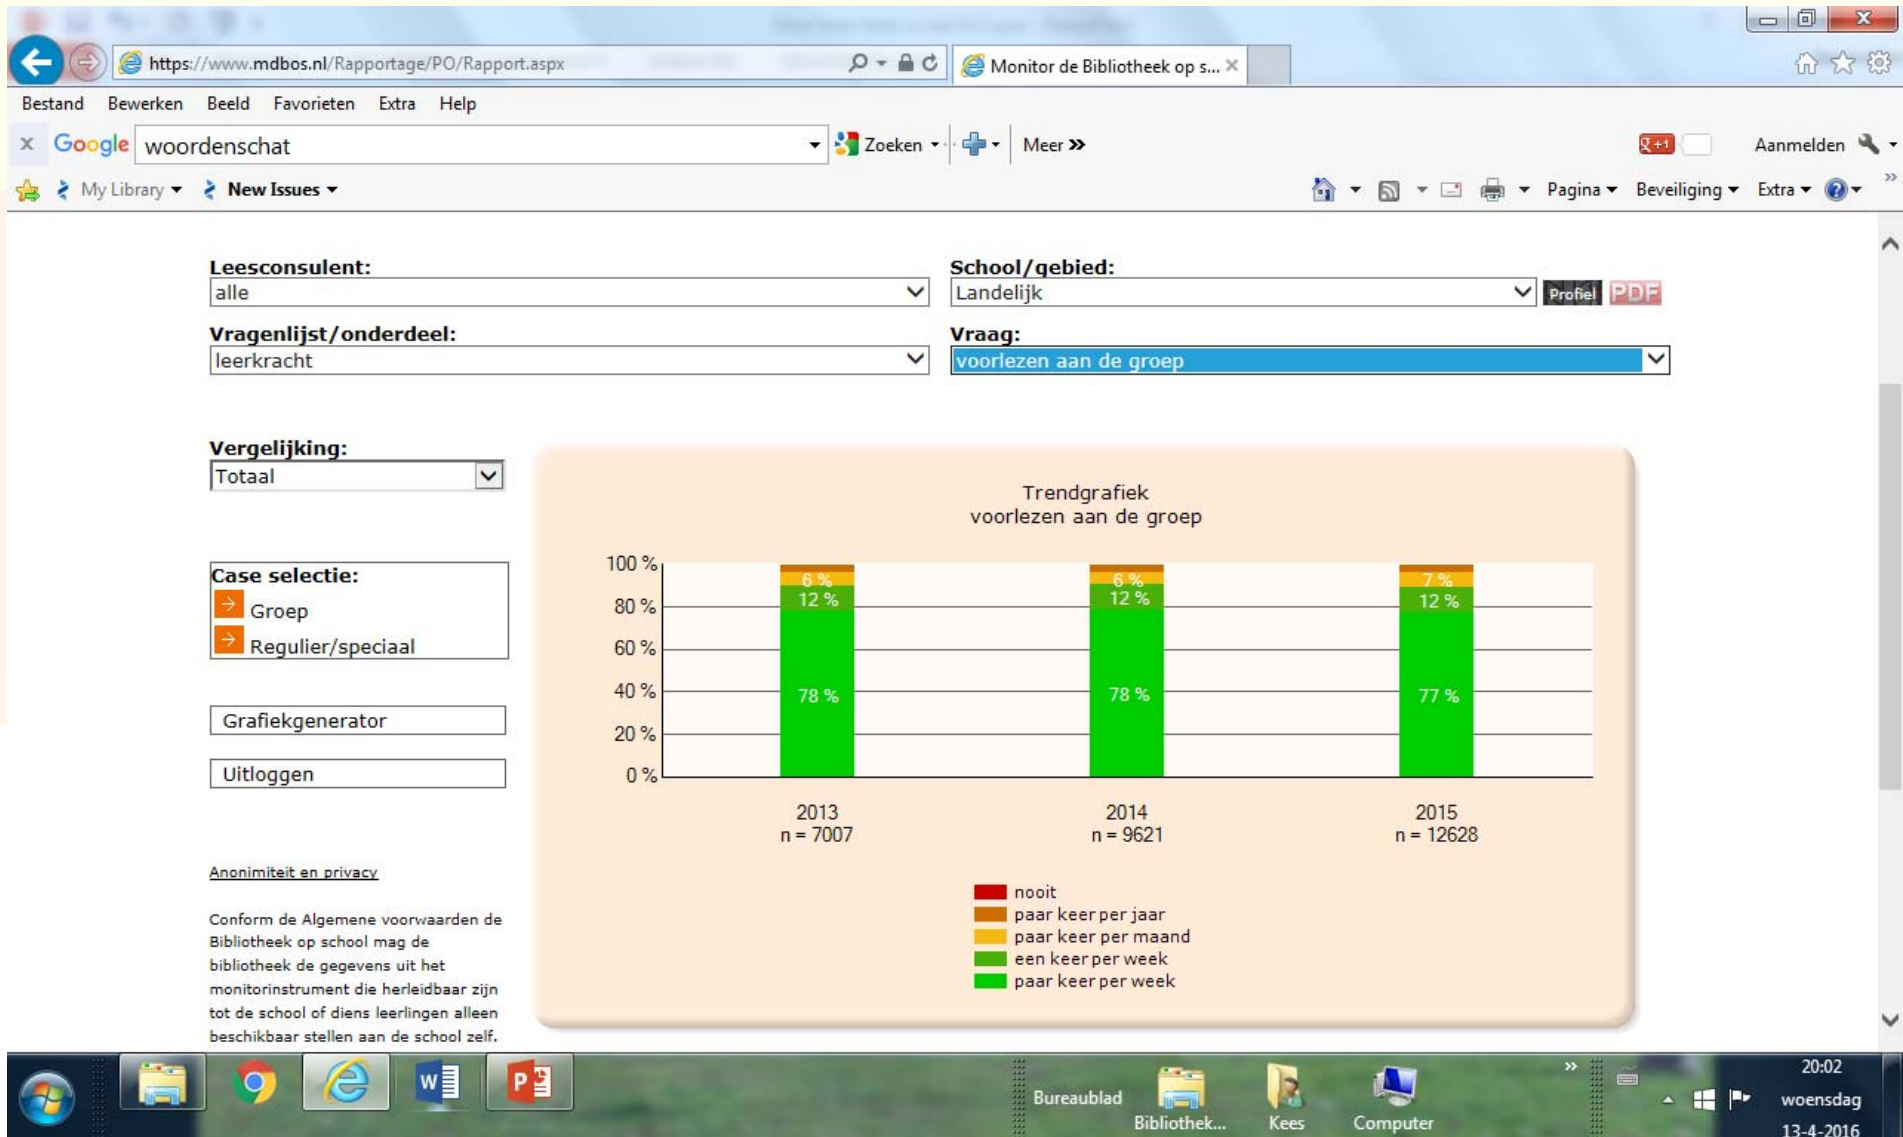 https://www.mdbos.nl/Rapportage/PO/Rapport.aspx
Monitor de Bibliotheek op s...
Bestand Bewerken Beeld Favorieten Extra Help
x Google woordenschat Zoeken Meer »
Aanmelden
My Library New Issues
Pagina Beveiliging Extra
Leesconsulent:
alle
School/gebied:
Landelijk
Profiel PDF
Vragenlijst/onderdeel:
leerkracht
Vraag:
voorlezen aan de groep
Vergelijking:
Totaal
Case selectie:
Groep
Regulier/speciaal
Grafiekgenerator
Uitloggen
Anonimiteit en privacy
Conform de Algemene voorwaarden de
Bibliotheek op school mag de
bibliotheek de gegevens uit het
monitorinstrument die herleidbaar zijn
tot de school of diens leerlingen alleen
beschikbaar stellen aan de school zelf.
Trendgrafiek
voorlezen aan de groep
100 %
80 %
60 %
40 %
20 %
0 %
6 % 6 % 7 %
12 % 12 % 12 %
78 % 78 % 77 %
2013 2014 2015
n = 7007 n = 9621 n = 12628
nooit
paar keer per jaar
paar keer per maand
een keer per week
paar keer per week
Bureaublad
Bibliothek...
Kees
Computer
20:02
woensdag
13-4-2016